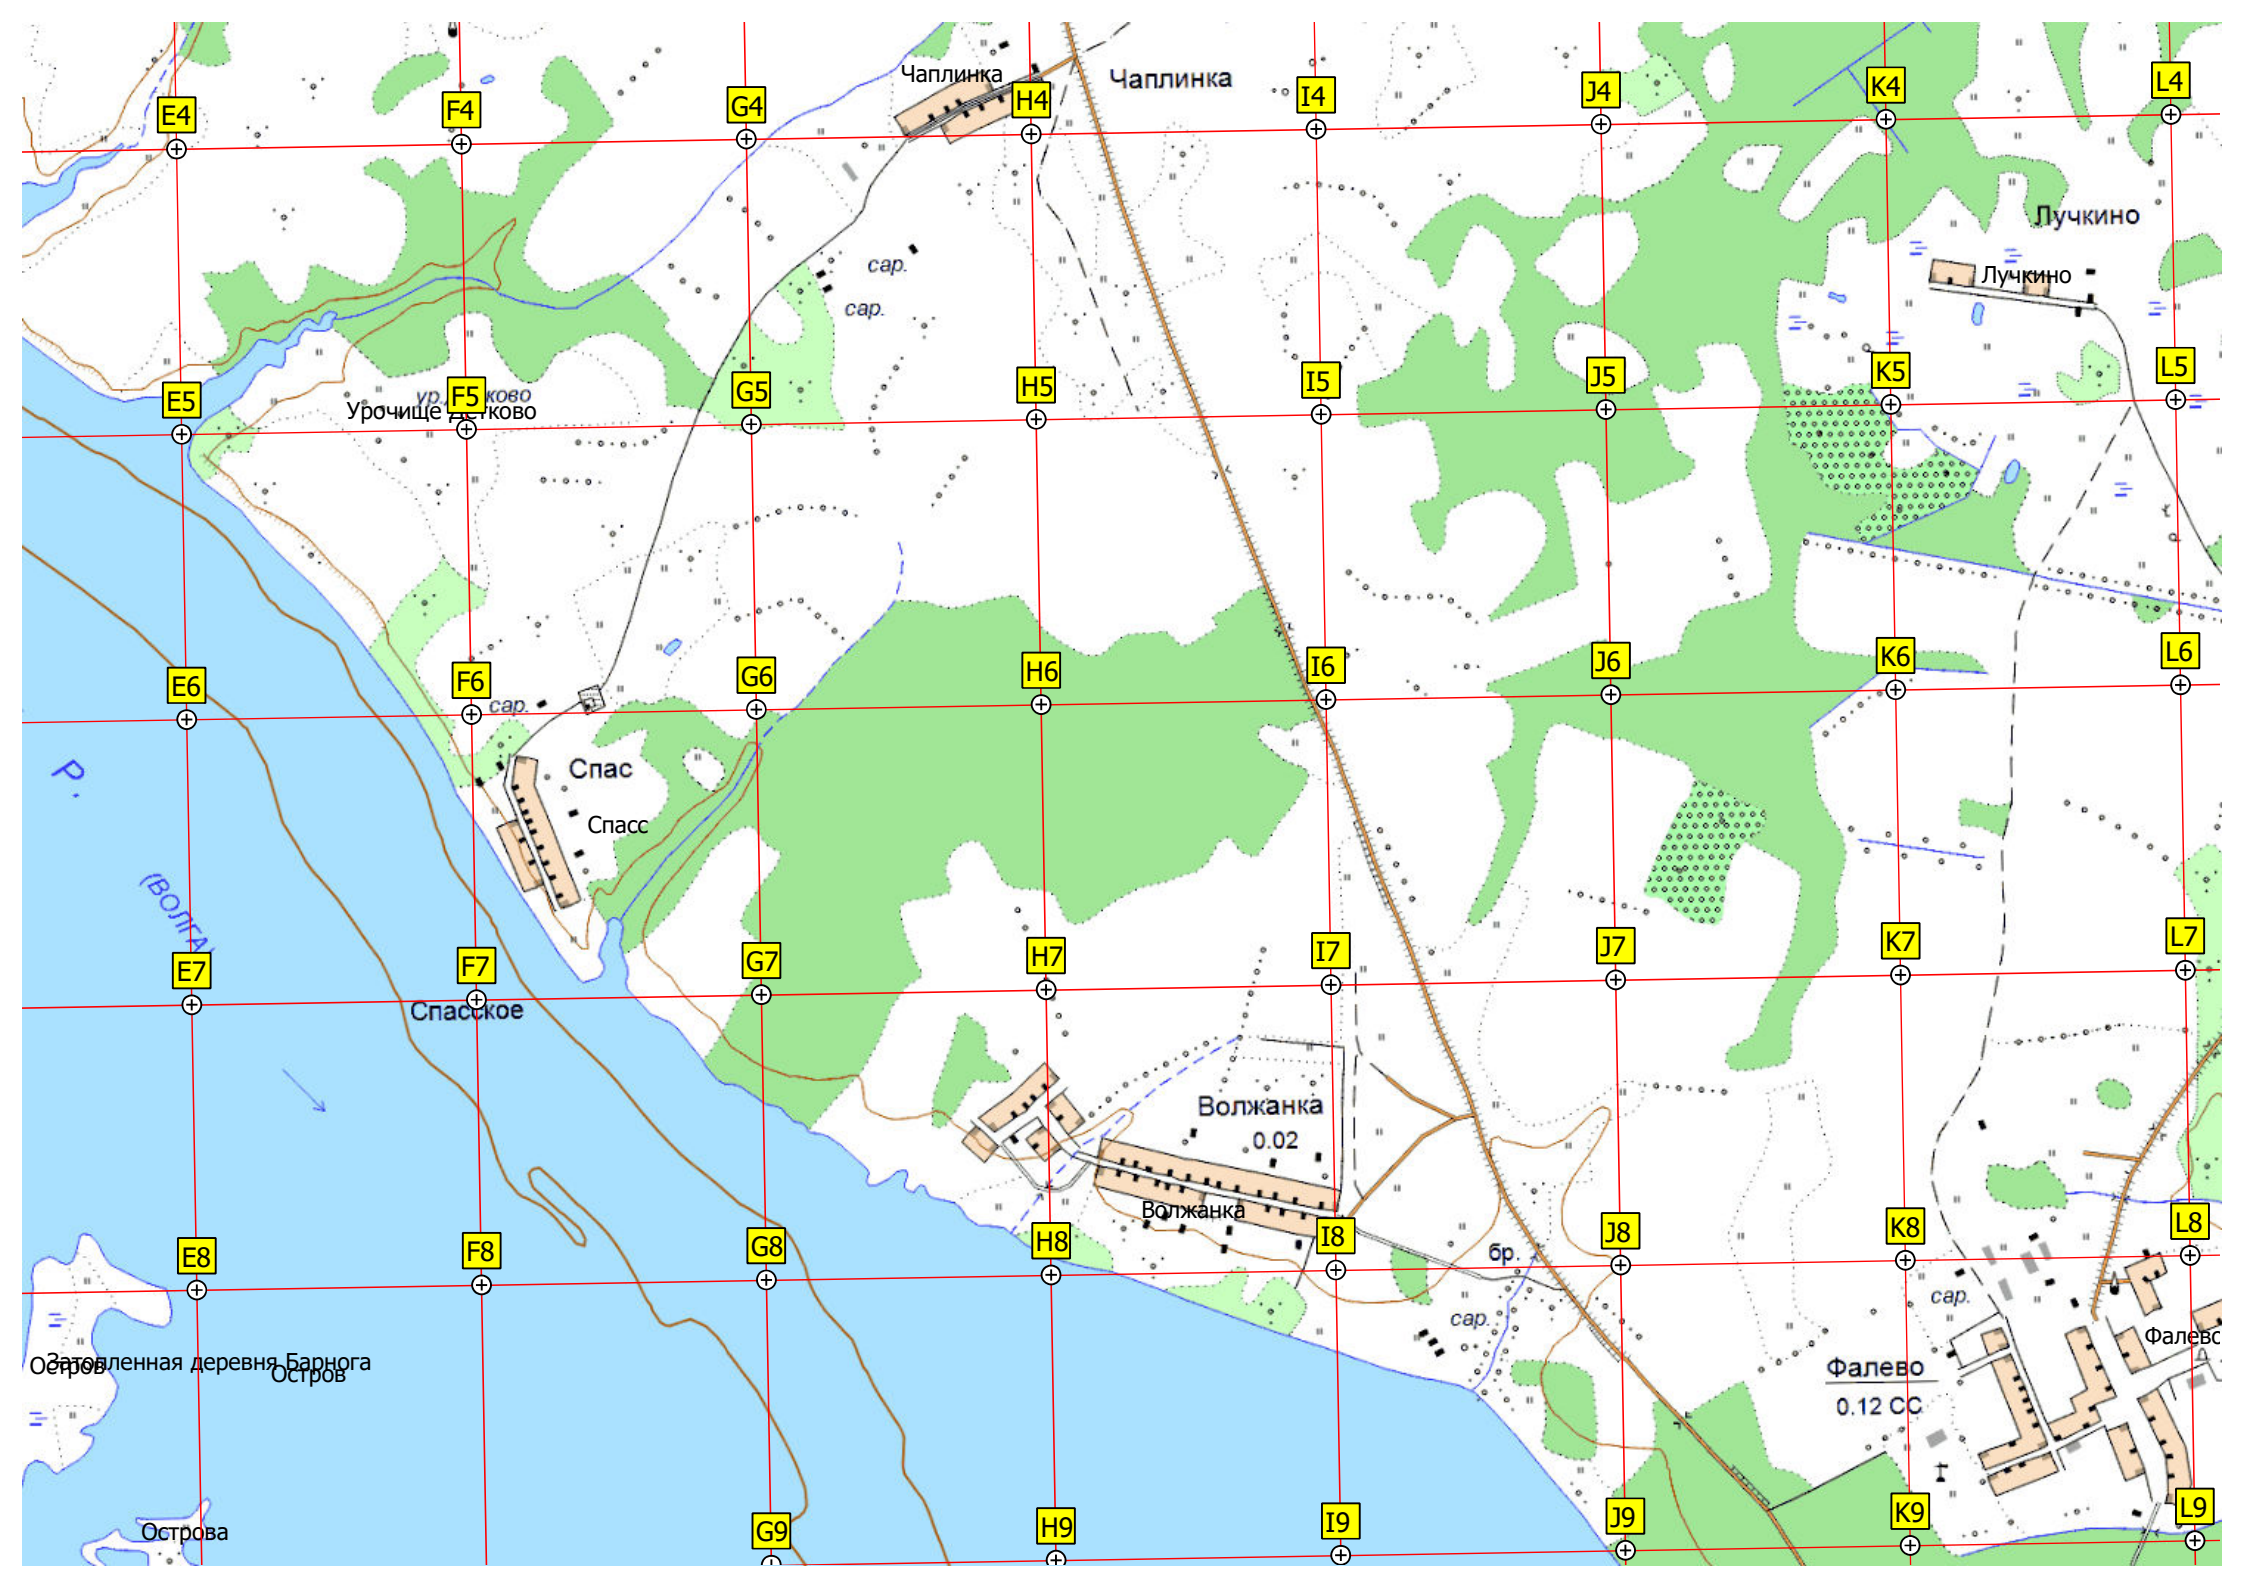 Чаплинка
Чаплинка
E4
F4
G4
H4
I4
J4
K4
L4
Лучкино
Лучкино
сар.
сар.
E5
F5
G5
H5
I5
J5
K5
L5
ур.
ково
Урочище
E6
F6
G6
H6
I6
J6
K6
L6
сар.
Р.
(ВОЛГА)
Спас
Спасс
E7
F7
G7
H7
I7
J7
K7
L7
Спасское
Волжанка
0.02
Волжанка
E8
F8
G8
H8
I8
J8
K8
L8
бр.
сар.
сар.
Фалево
Фалево
0.12 СС
Остров
Затопленная деревня Барнога
Остров
Острова
G9
H9
I9
J9
K9
L9